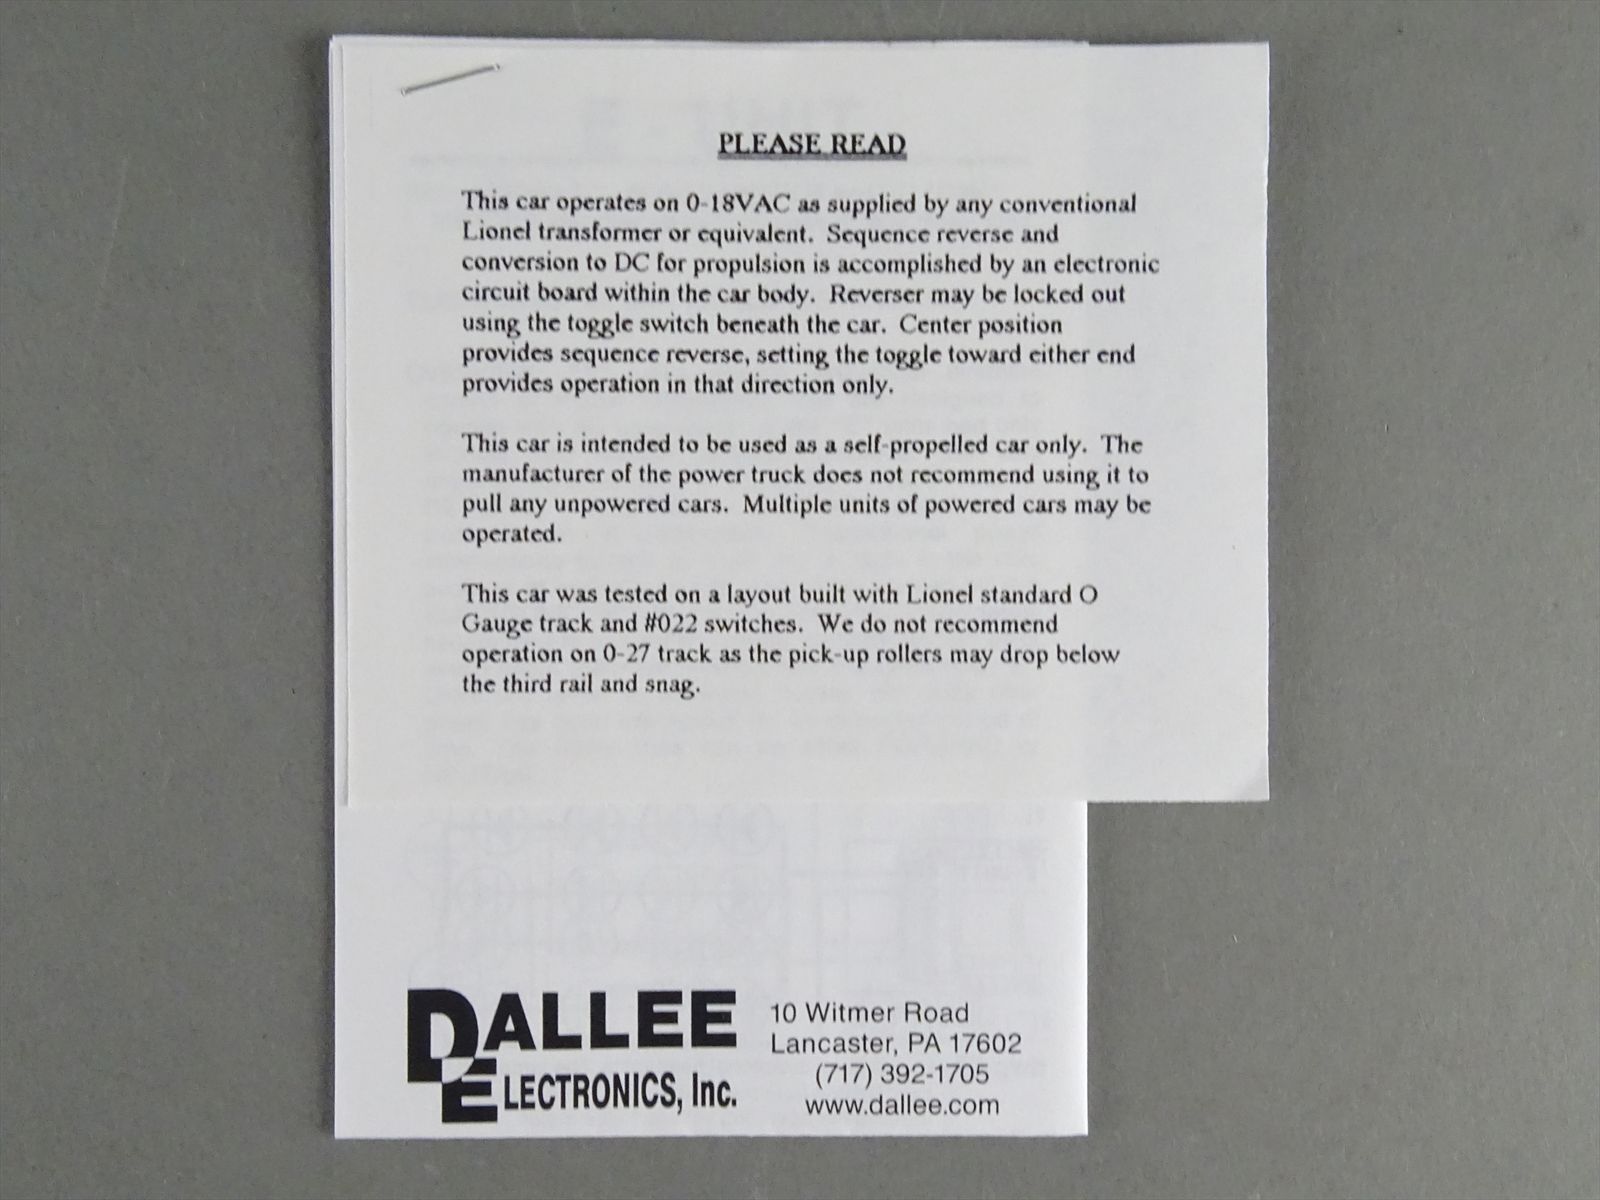 PLEASE READ
This car operates on 0-18VAC as supplied by any conventional
Lionel transformer or equivalent. Sequence reverse and
conversion to DC for propulsion is accomplished by an electronic
circuit board within the car body. Reverser may be locked out
using the toggle switch beneath the car. Center position
provides sequence reverse, setting the toggle toward either end
provides operation in that direction only.
This car is intended to be used as a self-propelled car only. The
manufacturer of the power truck does not recommend using it to
pull any unpowered cars. Multiple units of powered cars may be
operated.
This car was tested on a layout built with Lionel standard O
Gauge track and #022 switches. We do not recommend
operation on 0-27 track as the pick-up rollers may drop below
the third rail and snag.
DALLEE
ELECTRONICS, Inc.
10 Witmer Road
Lancaster, PA 17602
(717) 392-1705
www.dallee.com